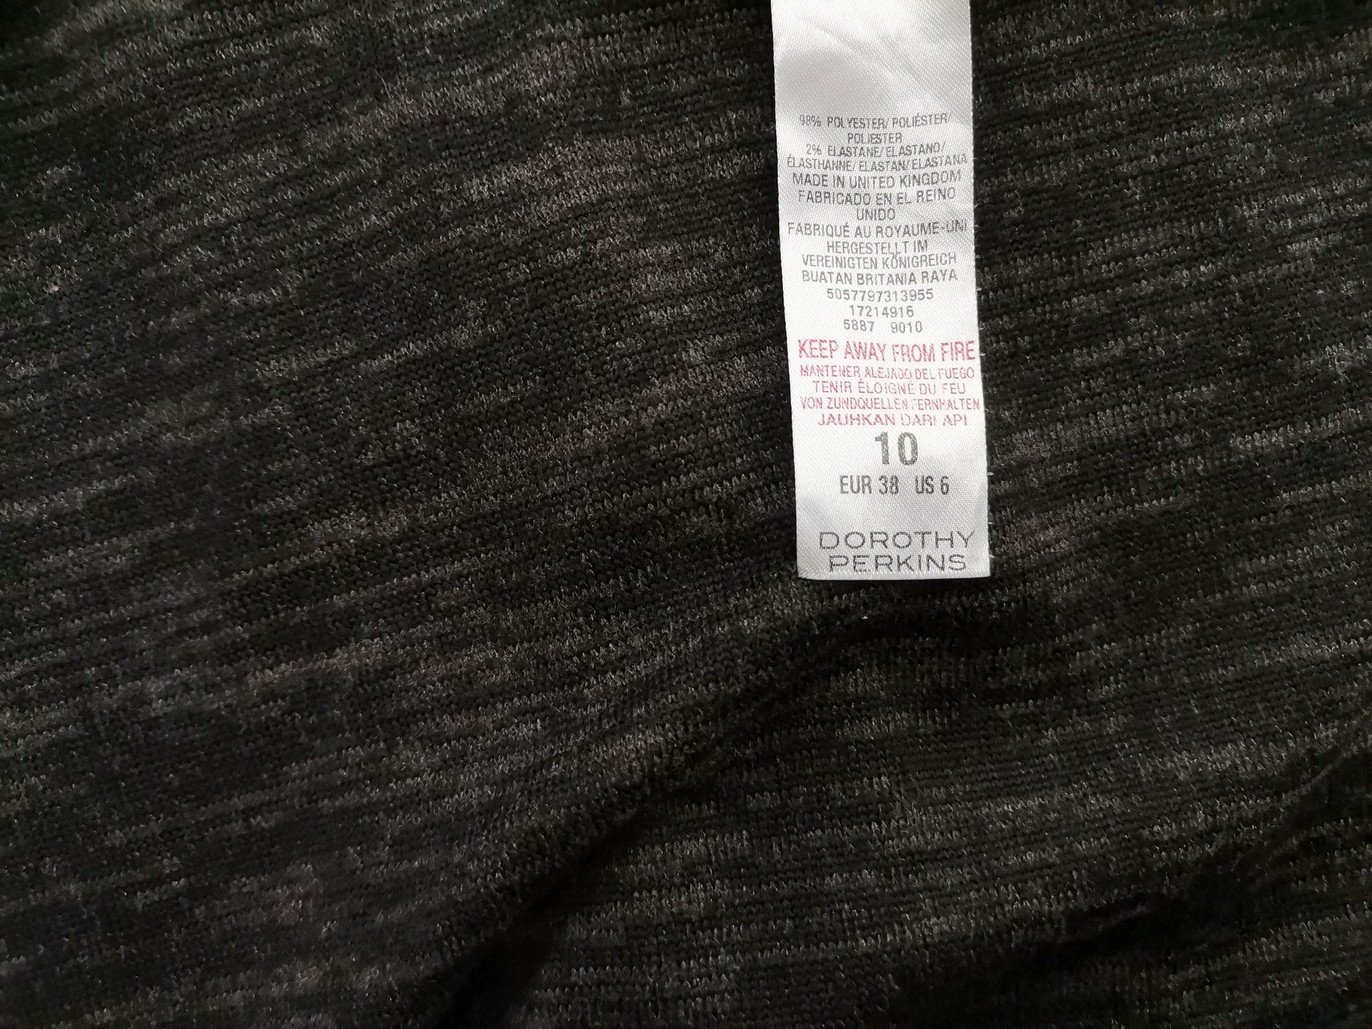 98% POLYESTER/ POLIÉSTER/
POLIESTER
2% ELASTANE/ ELASTANO/
ÉLASTHANNE/ ELASTAN/ ELASTANA
MADE IN UNITED KINGDOM
FABRICADO EN EL REINO
UNIDO
FABRIQUÉ AU ROYAUME-UNI
HERGESTELLT IM
VEREINIGTEN KÖNIGREICH
BUATAN BRITANIA RAYA
5057797313955
17214916
5887 9010
KEEP AWAY FROM FIRE
MANTENER ALEJADO DEL FUEGO
TENIR ÉLOIGNÉ DU FEU
VON ZUNDQUELLEN FERNHALTEN
JAUHKAN DARI API
10
EUR 38 US 6
DOROTHY
PERKINS